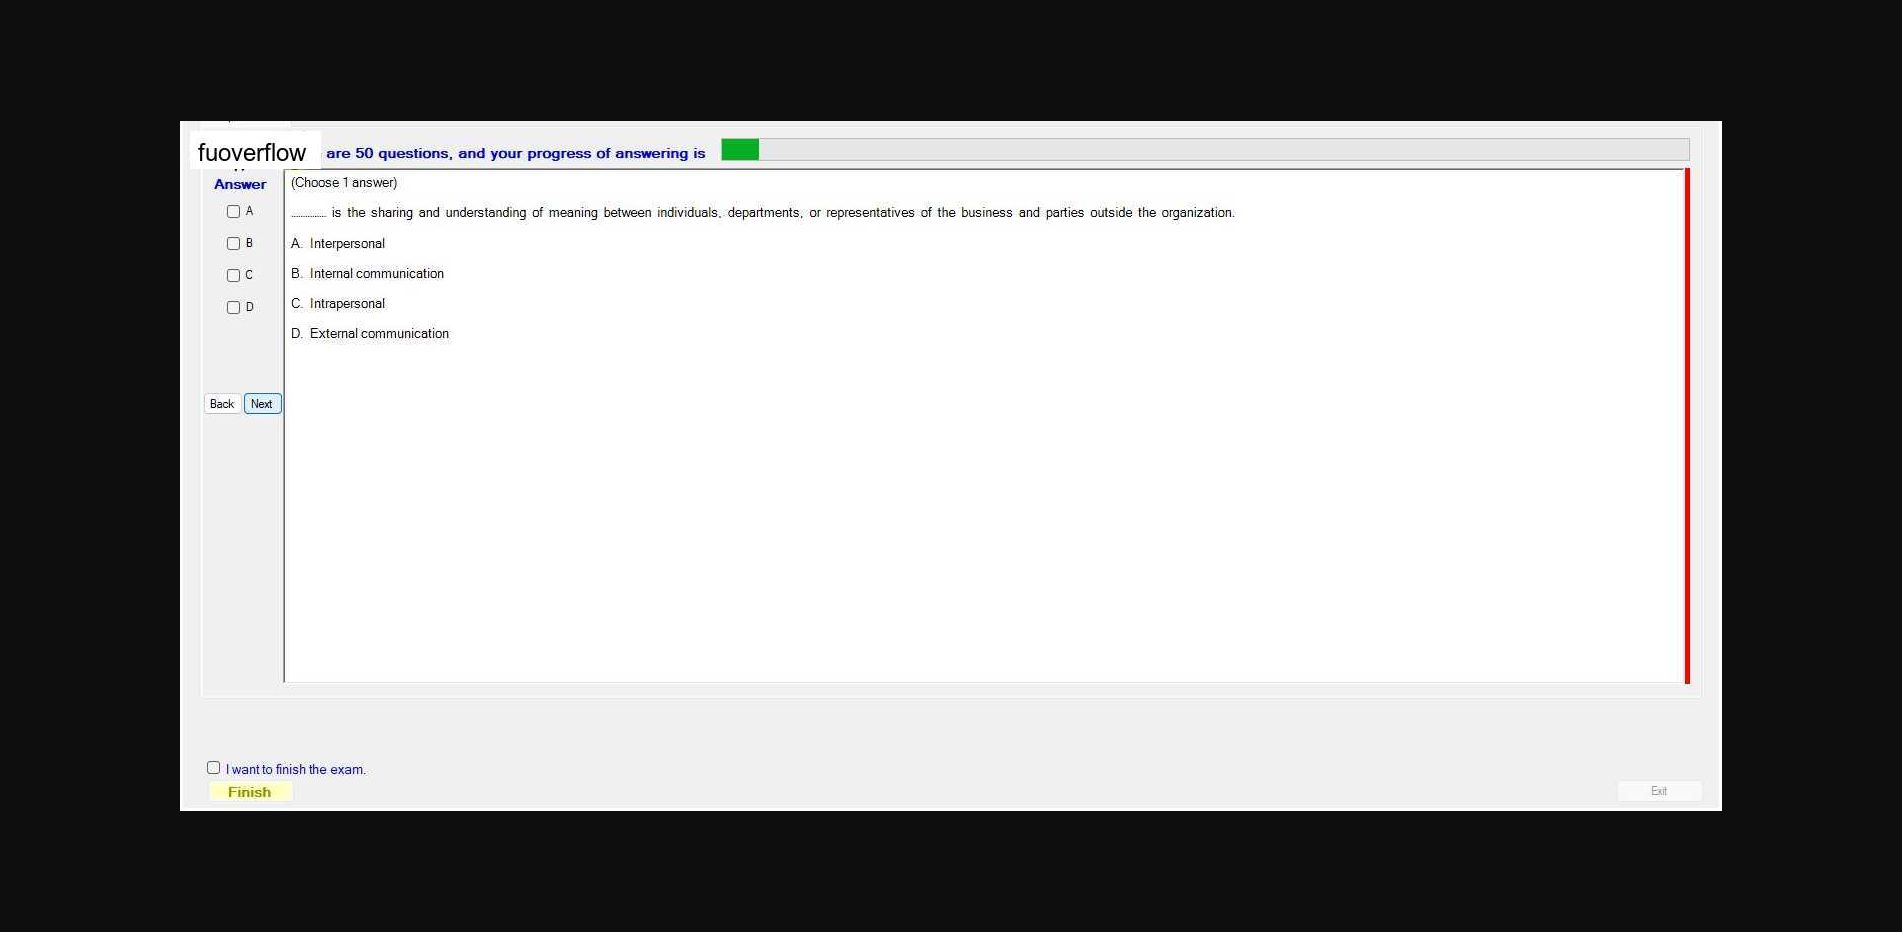 fuoverflow are 50 questions, and your progress of answering is
Answer
(Choose 1 answer)
A
B
C
D
............... is the sharing and understanding of meaning between individuals, departments, or representatives of the business and parties outside the organization.
A. Interpersonal
B. Internal communication
C. Intrapersonal
D. External communication
Back Next
I want to finish the exam.
Finish
Exit